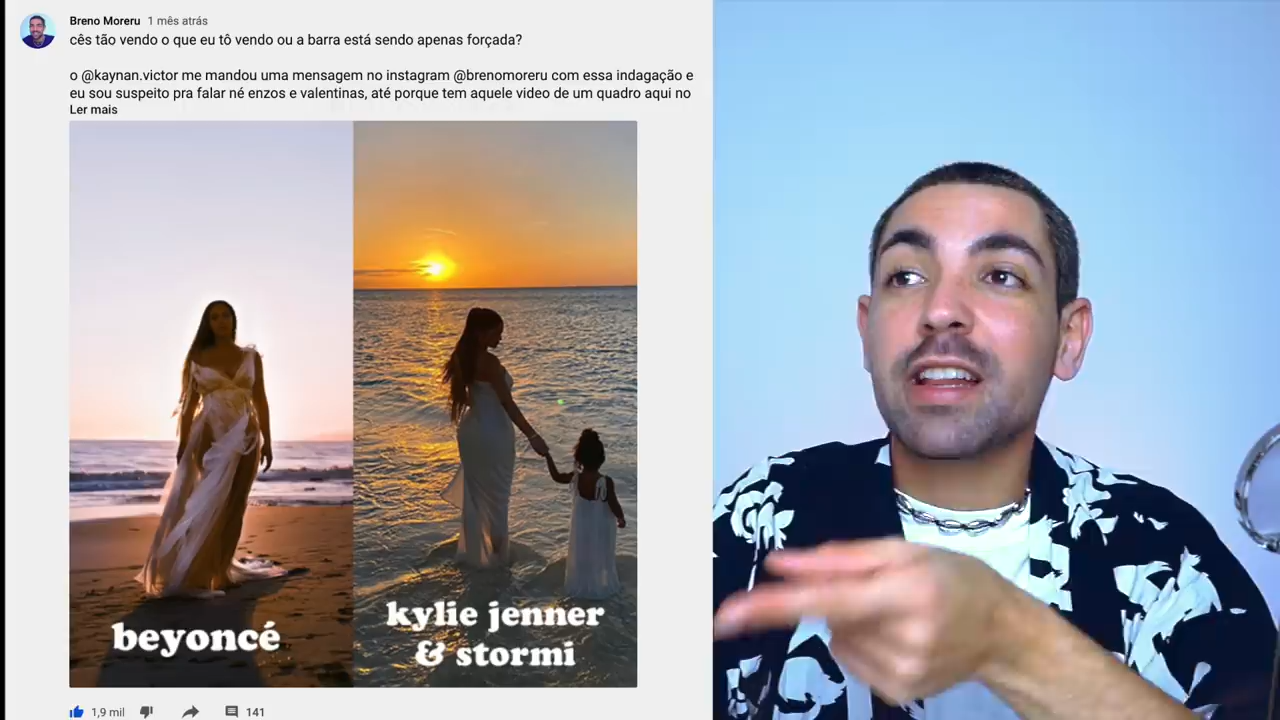 Breno Moreru 1 mês atrás
cês tão vendo o que eu tô vendo ou a barra está sendo apenas forçada?
o @kaynan.victor me mandou uma mensagem no instagram @brenomoreru com essa indagação e
eu sou suspeito pra falar né enzos e valentinas, até porque tem aquele video de um quadro aqui no
Ler mais
beyoncé
kylie jenner
& stormi
1,9 mil 141